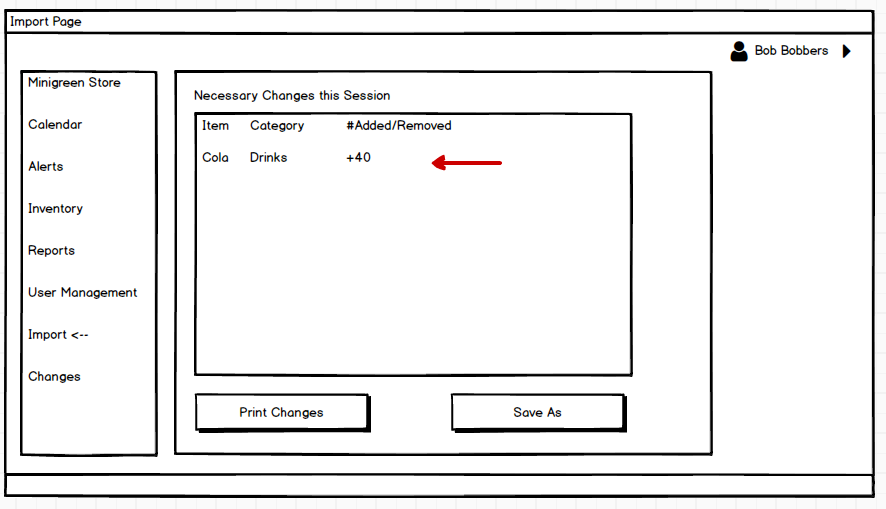 Import Page
Bob Bobbers
Minigreen Store
Calendar
Alerts
Inventory
Reports
User Management
Import <--
Changes
Necessary Changes this Session
Item Category #Added/Removed
Cola Drinks +40
Print Changes Save As